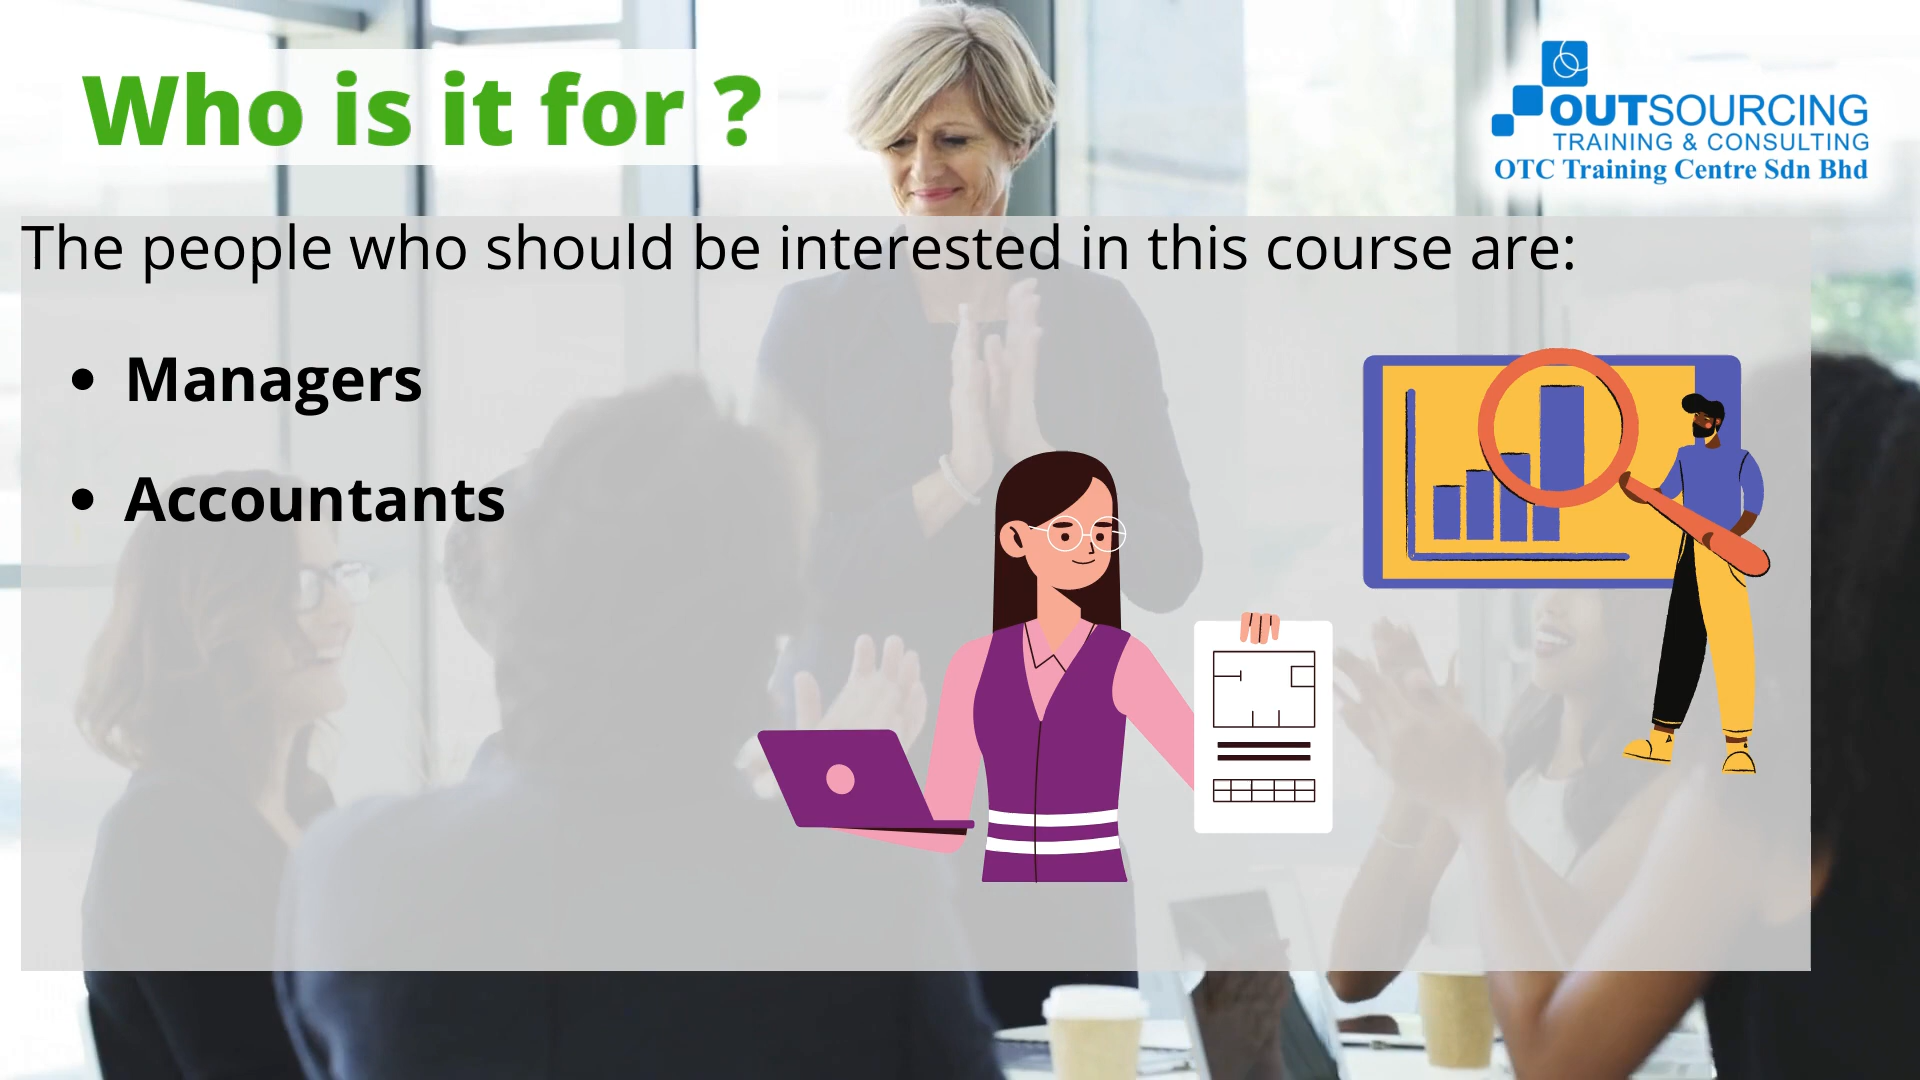 Who is it for ?
OUTSOURCING
TRAINING & CONSULTING
OTC Training Centre Sdn Bhd
The people who should be interested in this course are:
• Managers
• Accountants